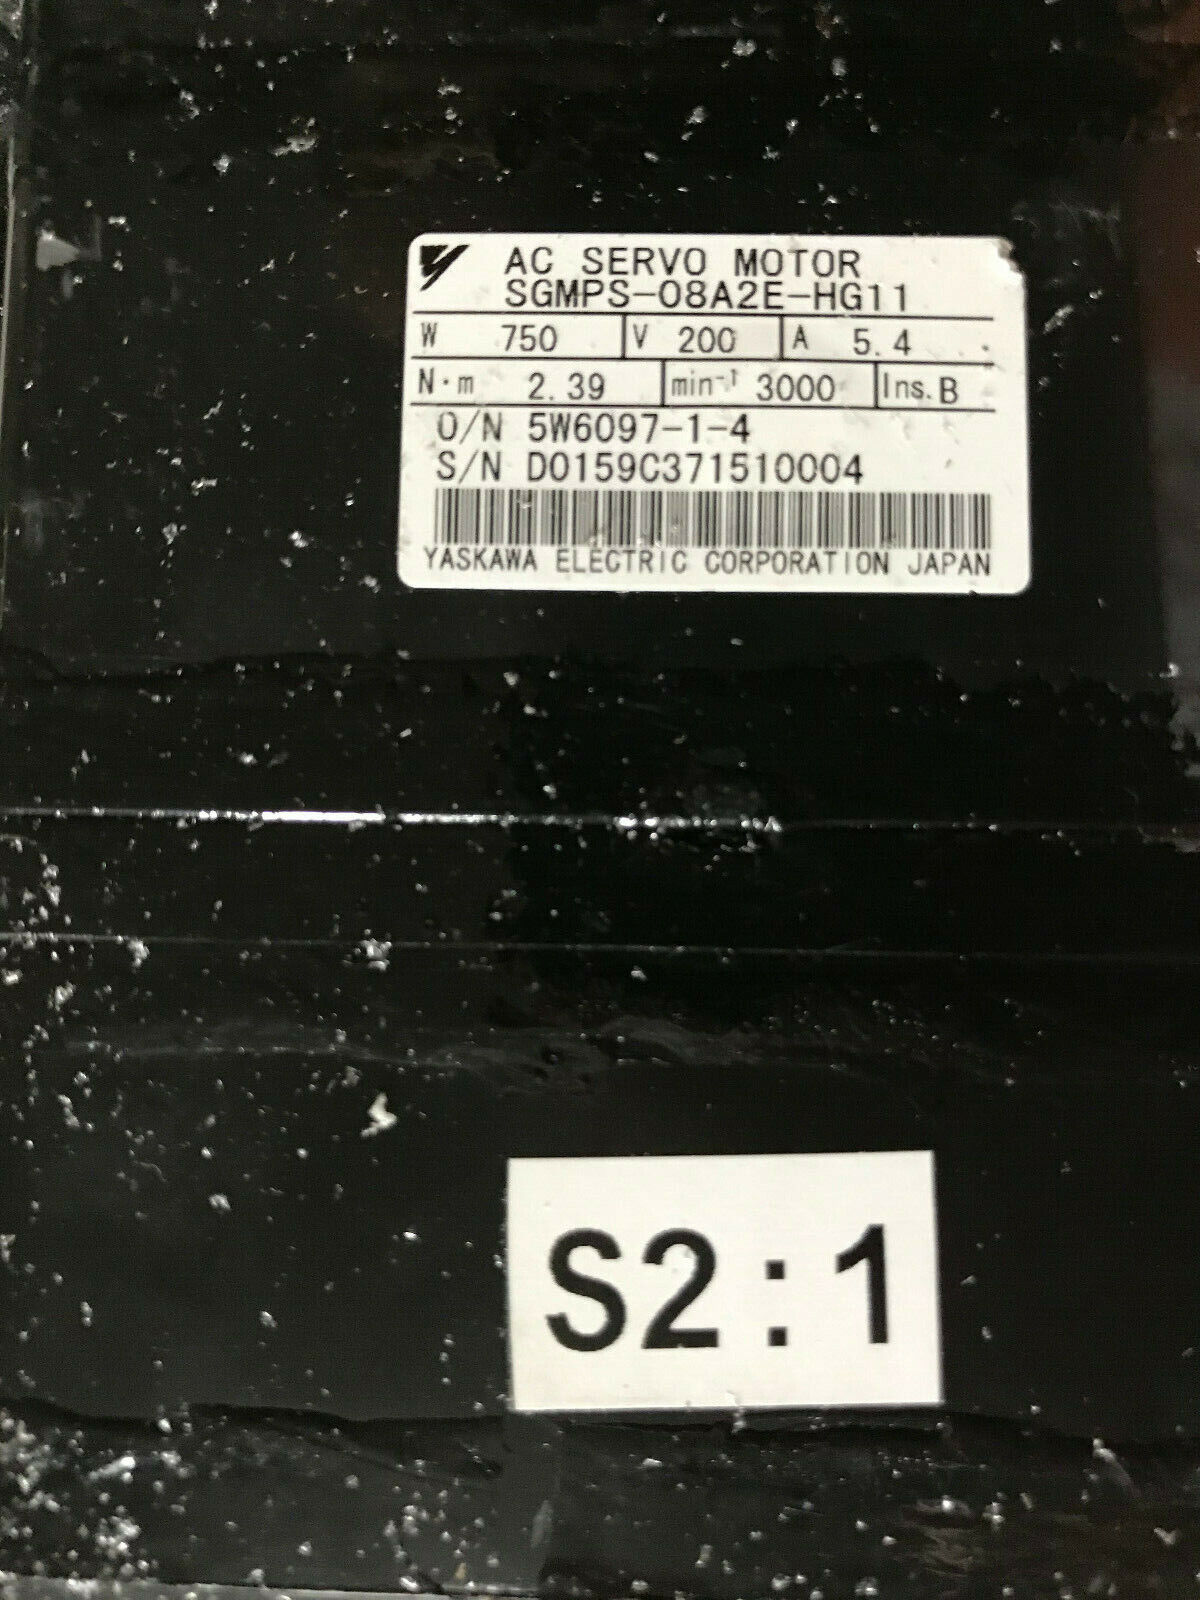 AC SERVO MOTOR
SGMPS-08A2E-HG11
W 750 V 200 A 5.4
N·m 2.39 min⁻¹ 3000 Ins. B
O/N 5W6097-1-4
S/N D0159C371510004
YASKAWA ELECTRIC CORPORATION JAPAN
S2:1